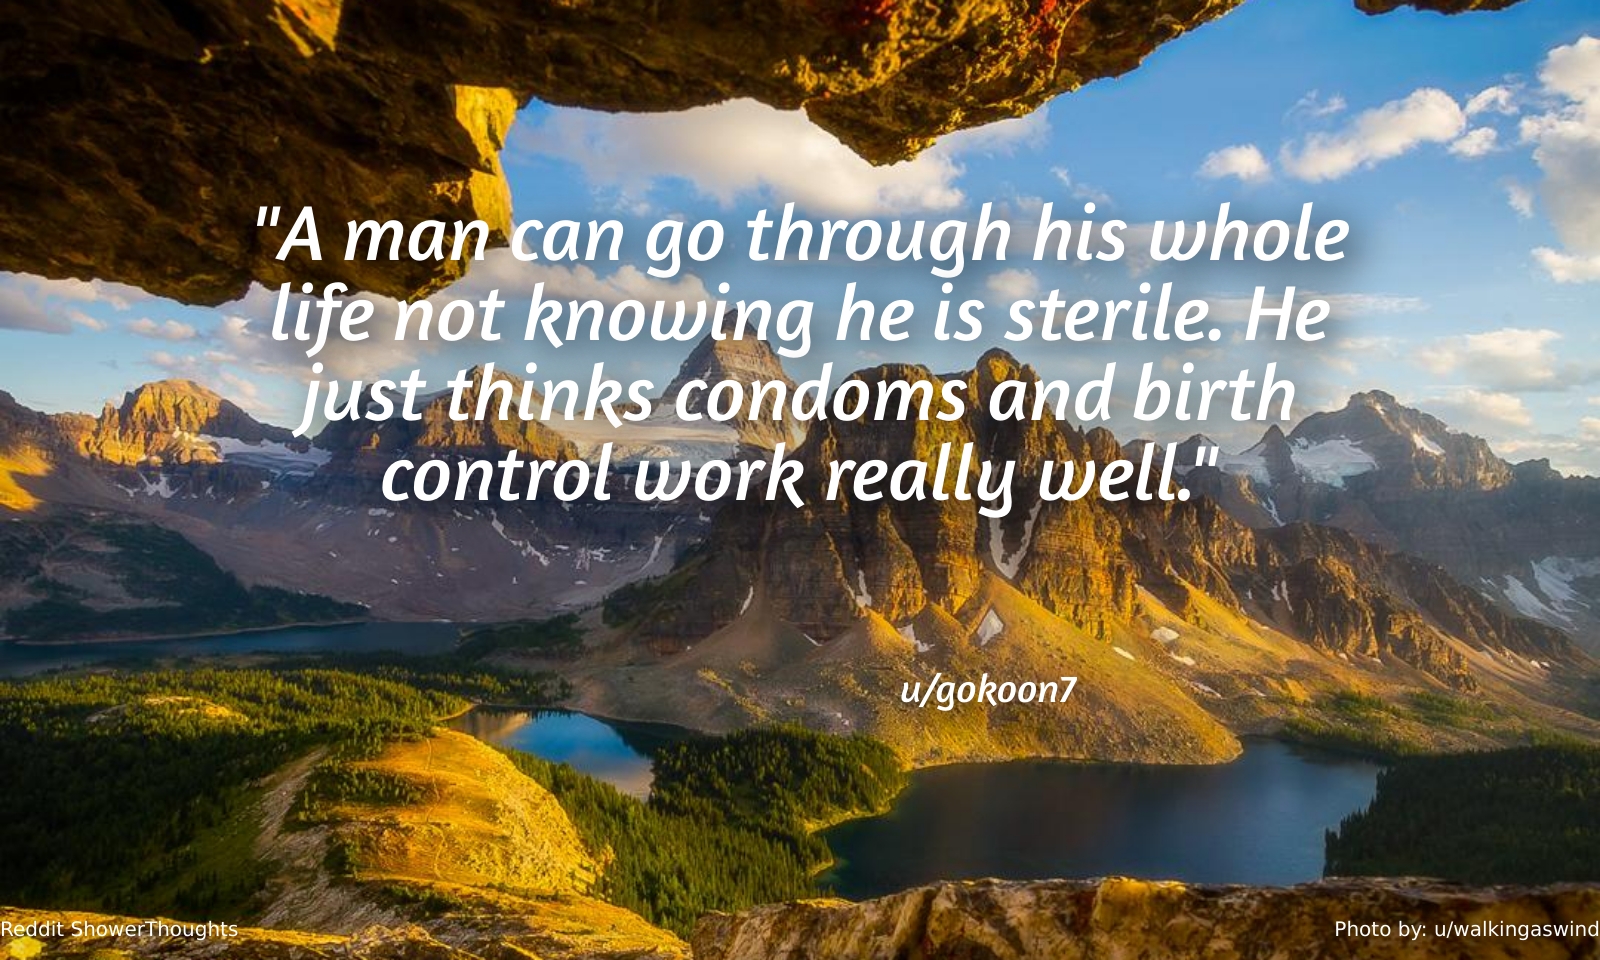 "A man can go through his whole
life not knowing he is sterile. He
just thinks condoms and birth
control work really well."
u/gokoon7
Reddit ShowerThoughts
Photo by: u/walkingaswind